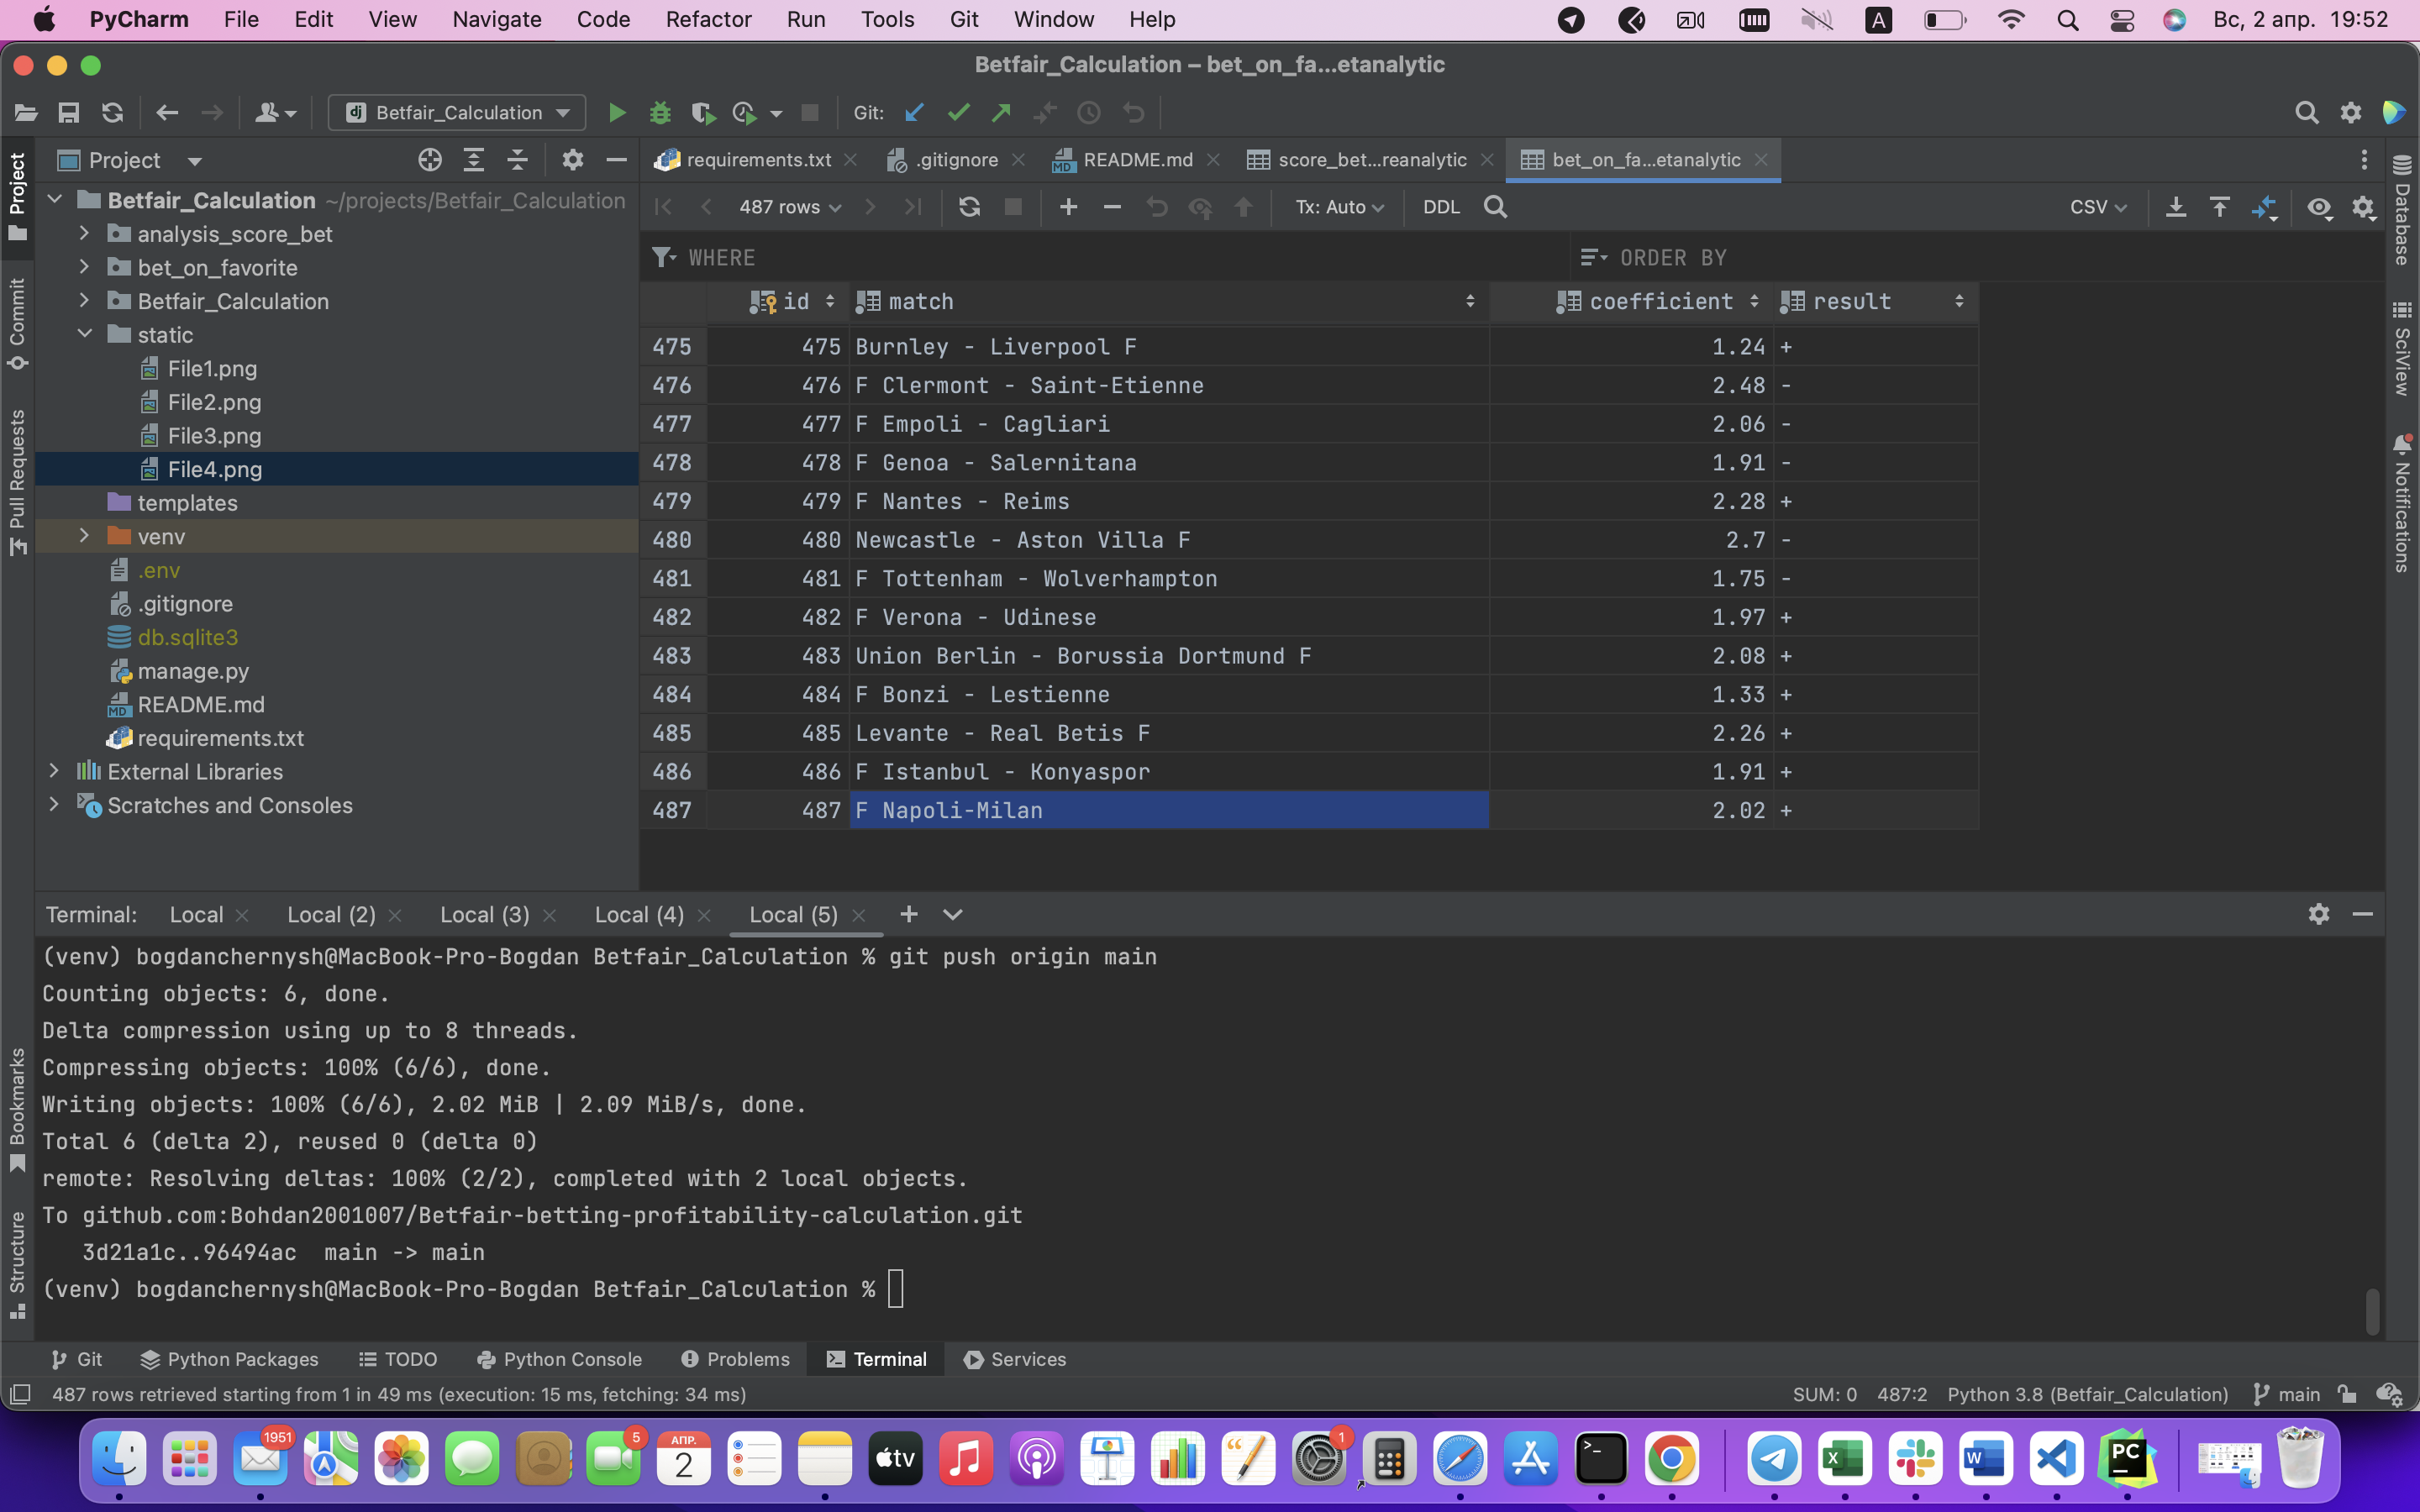 PyCharm File Edit View Navigate Code Refactor Run Tools Git Window Help A Вс, 2 апр. 19:52
Betfair_Calculation – bet_on_fa...etanalytic
dj Betfair_Calculation Git:
Project
requirements.txt .gitignore README.md score_bet...reanalytic bet_on_fa...etanalytic
487 rows Tx: Auto DDL CSV
WHERE ORDER BY
id match coefficient result
475 475 Burnley - Liverpool F 1.24 +
476 476 F Clermont - Saint-Etienne 2.48 -
477 477 F Empoli - Cagliari 2.06 -
478 478 F Genoa - Salernitana 1.91 -
479 479 F Nantes - Reims 2.28 +
480 480 Newcastle - Aston Villa F 2.7 -
481 481 F Tottenham - Wolverhampton 1.75 -
482 482 F Verona - Udinese 1.97 +
483 483 Union Berlin - Borussia Dortmund F 2.08 +
484 484 F Bonzi - Lestienne 1.33 +
485 485 Levante - Real Betis F 2.26 +
486 486 F Istanbul - Konyaspor 1.91 +
487 487 F Napoli-Milan 2.02 +
Betfair_Calculation ~/projects/Betfair_Calculation
analysis_score_bet
bet_on_favorite
Betfair_Calculation
static
File1.png
File2.png
File3.png
File4.png
templates
venv
.env
.gitignore
db.sqlite3
manage.py
MD README.md
requirements.txt
External Libraries
Scratches and Consoles
Project
Commit
Pull Requests
Bookmarks
Structure
Database
SciView
Notifications
Terminal: Local Local (2) Local (3) Local (4) Local (5)
(venv) bogdanchernysh@MacBook-Pro-Bogdan Betfair_Calculation % git push origin main
Counting objects: 6, done.
Delta compression using up to 8 threads.
Compressing objects: 100% (6/6), done.
Writing objects: 100% (6/6), 2.02 MiB | 2.09 MiB/s, done.
Total 6 (delta 2), reused 0 (delta 0)
remote: Resolving deltas: 100% (2/2), completed with 2 local objects.
To github.com:Bohdan2001007/Betfair-betting-profitability-calculation.git
3d21a1c..96494ac main -> main
(venv) bogdanchernysh@MacBook-Pro-Bogdan Betfair_Calculation %
Git Python Packages TODO Python Console Problems Terminal Services
487 rows retrieved starting from 1 in 49 ms (execution: 15 ms, fetching: 34 ms) SUM: 0 487:2 Python 3.8 (Betfair_Calculation) main
1951 5 АПР. 2 tv 1 X W PC